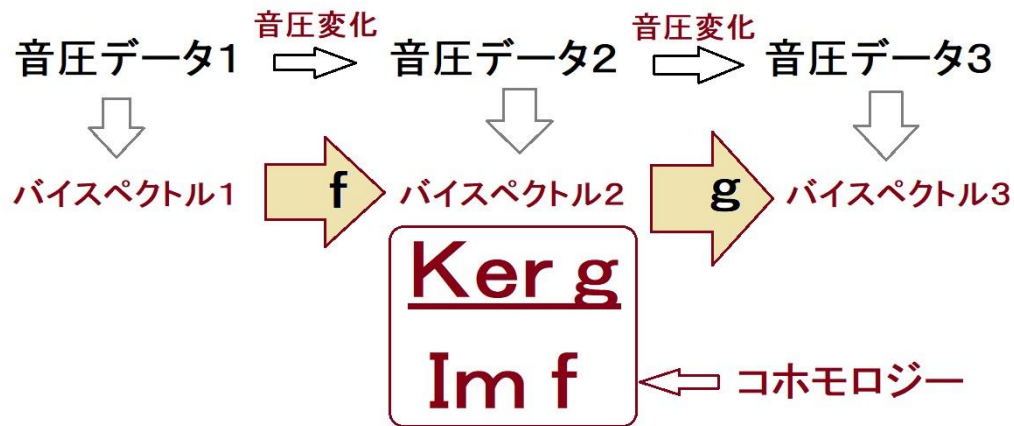 音圧変化 音圧変化
音圧データ1 音圧データ2 音圧データ3
バイスペクトル1 f バイスペクトル2 g バイスペクトル3
Ker g
Im f
コホモロジー